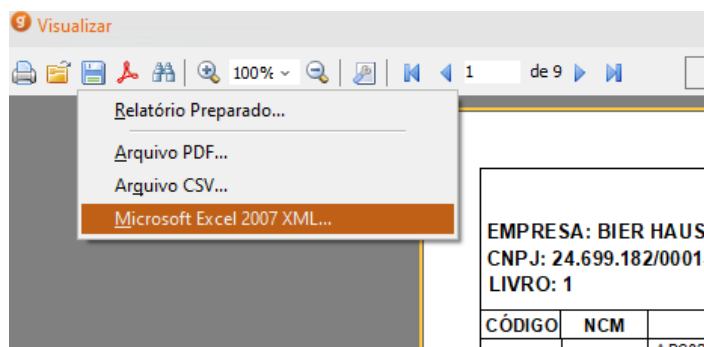 Visualizar
100%
1 de 9
Relatório Preparado...
Arquivo PDF...
Arquivo CSV...
Microsoft Excel 2007 XML...
EMPRESA: BIER HAUS
CNPJ: 24.699.182/0001
LIVRO: 1
CÓDIGO NCM